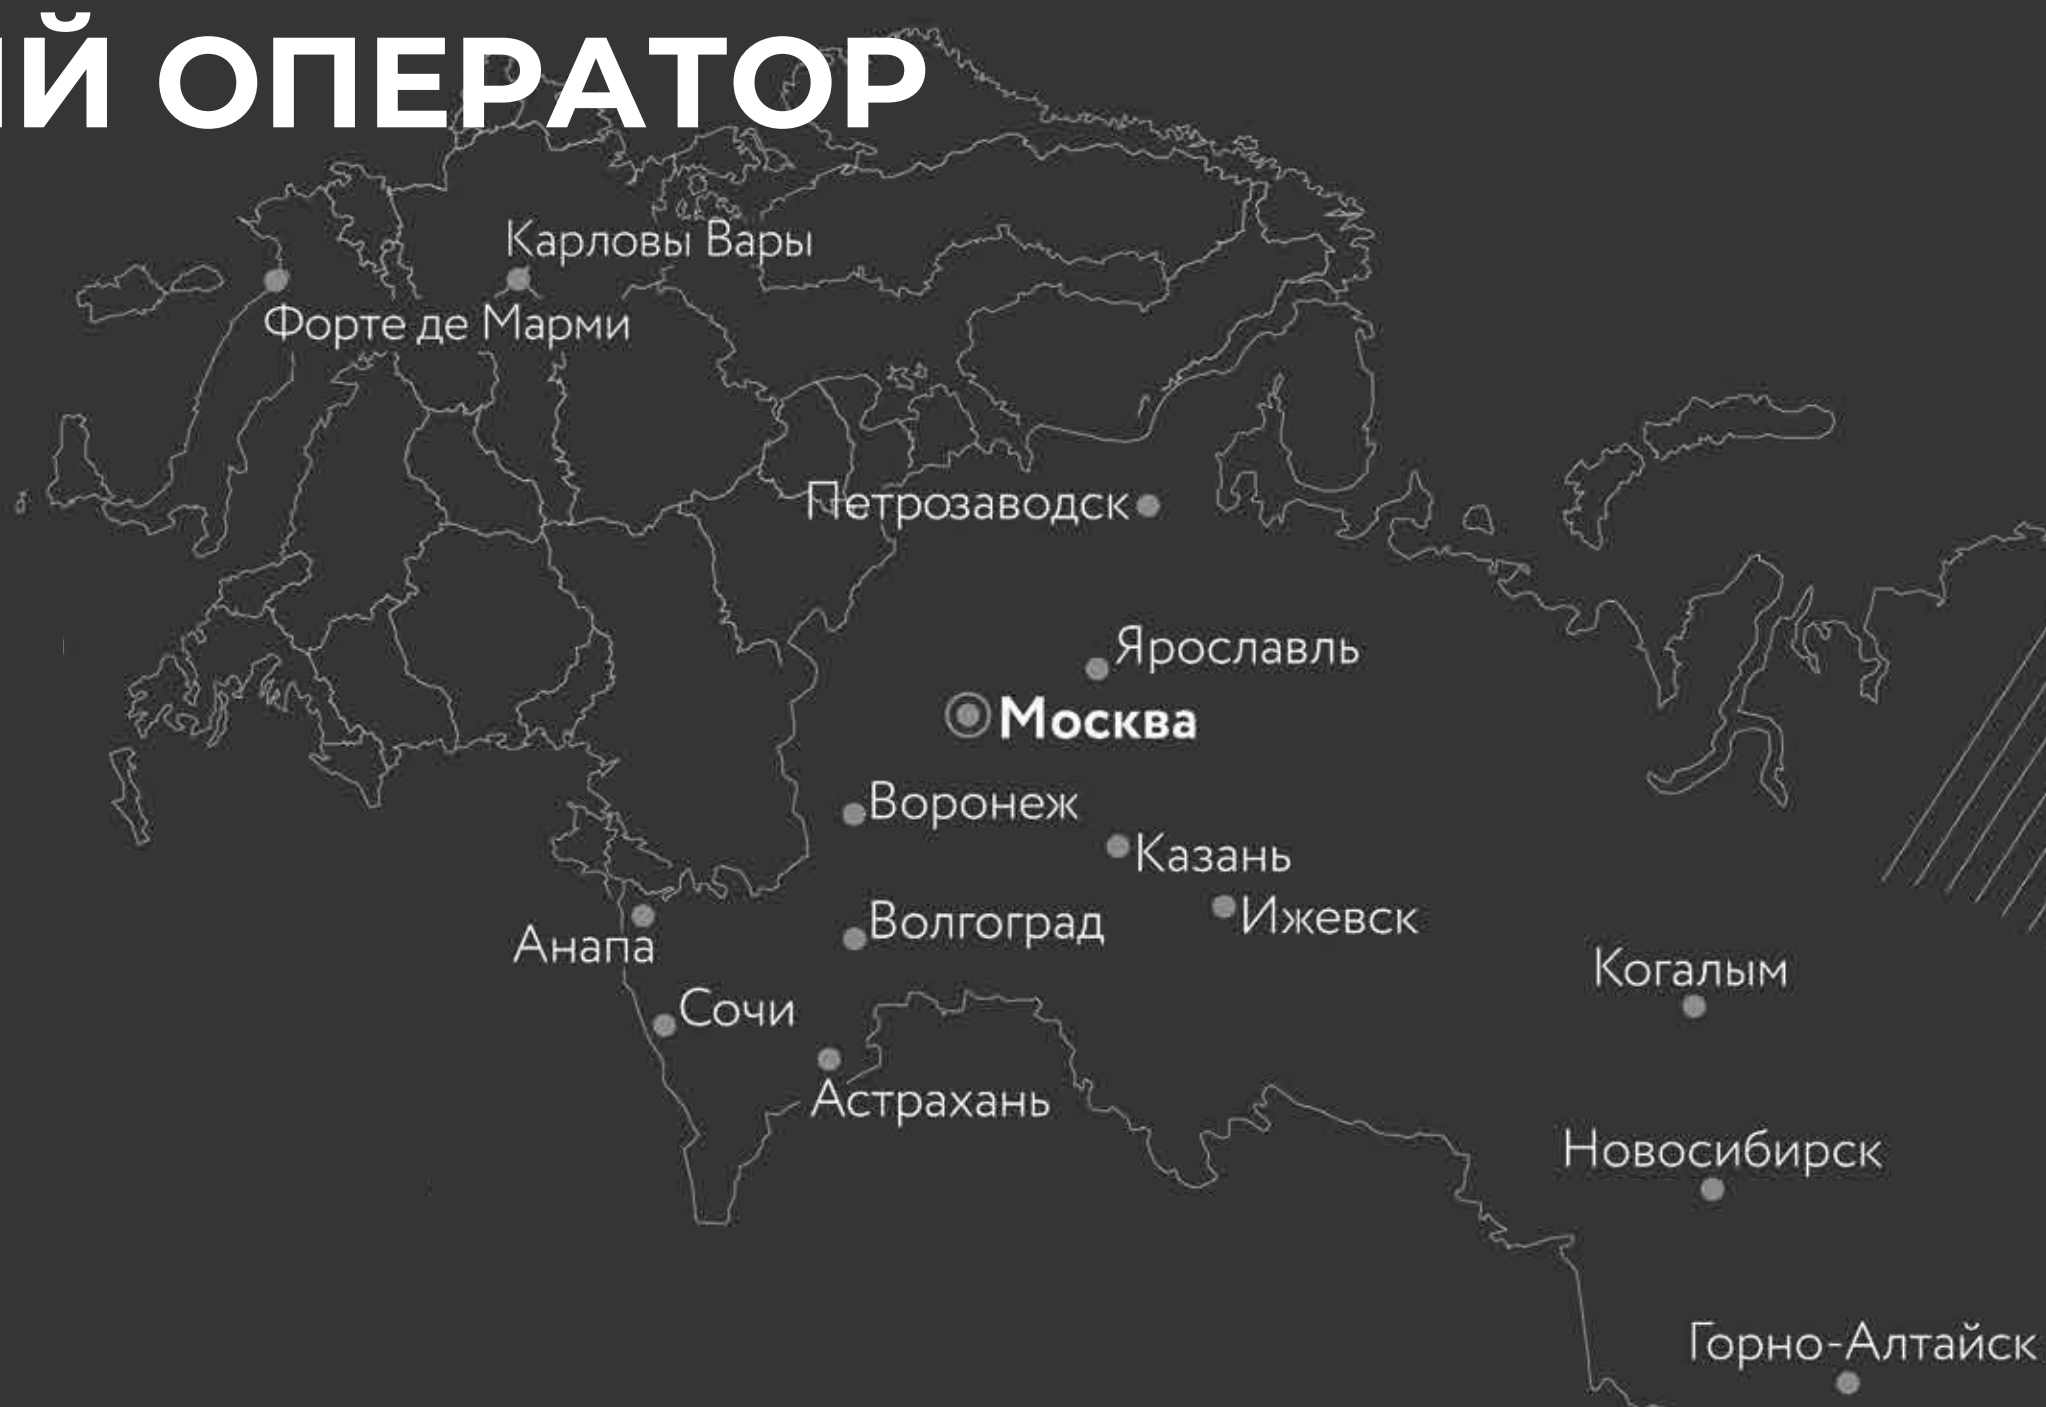 ИЙ ОПЕРАТОР
Карловы Вары
Форте де Марми
Петрозаводск
Ярославль
Москва
Воронеж
Казань
Ижевск
Волгоград
Анапа
Когалым
Сочи
Астрахань
Новосибирск
Горно-Алтайск